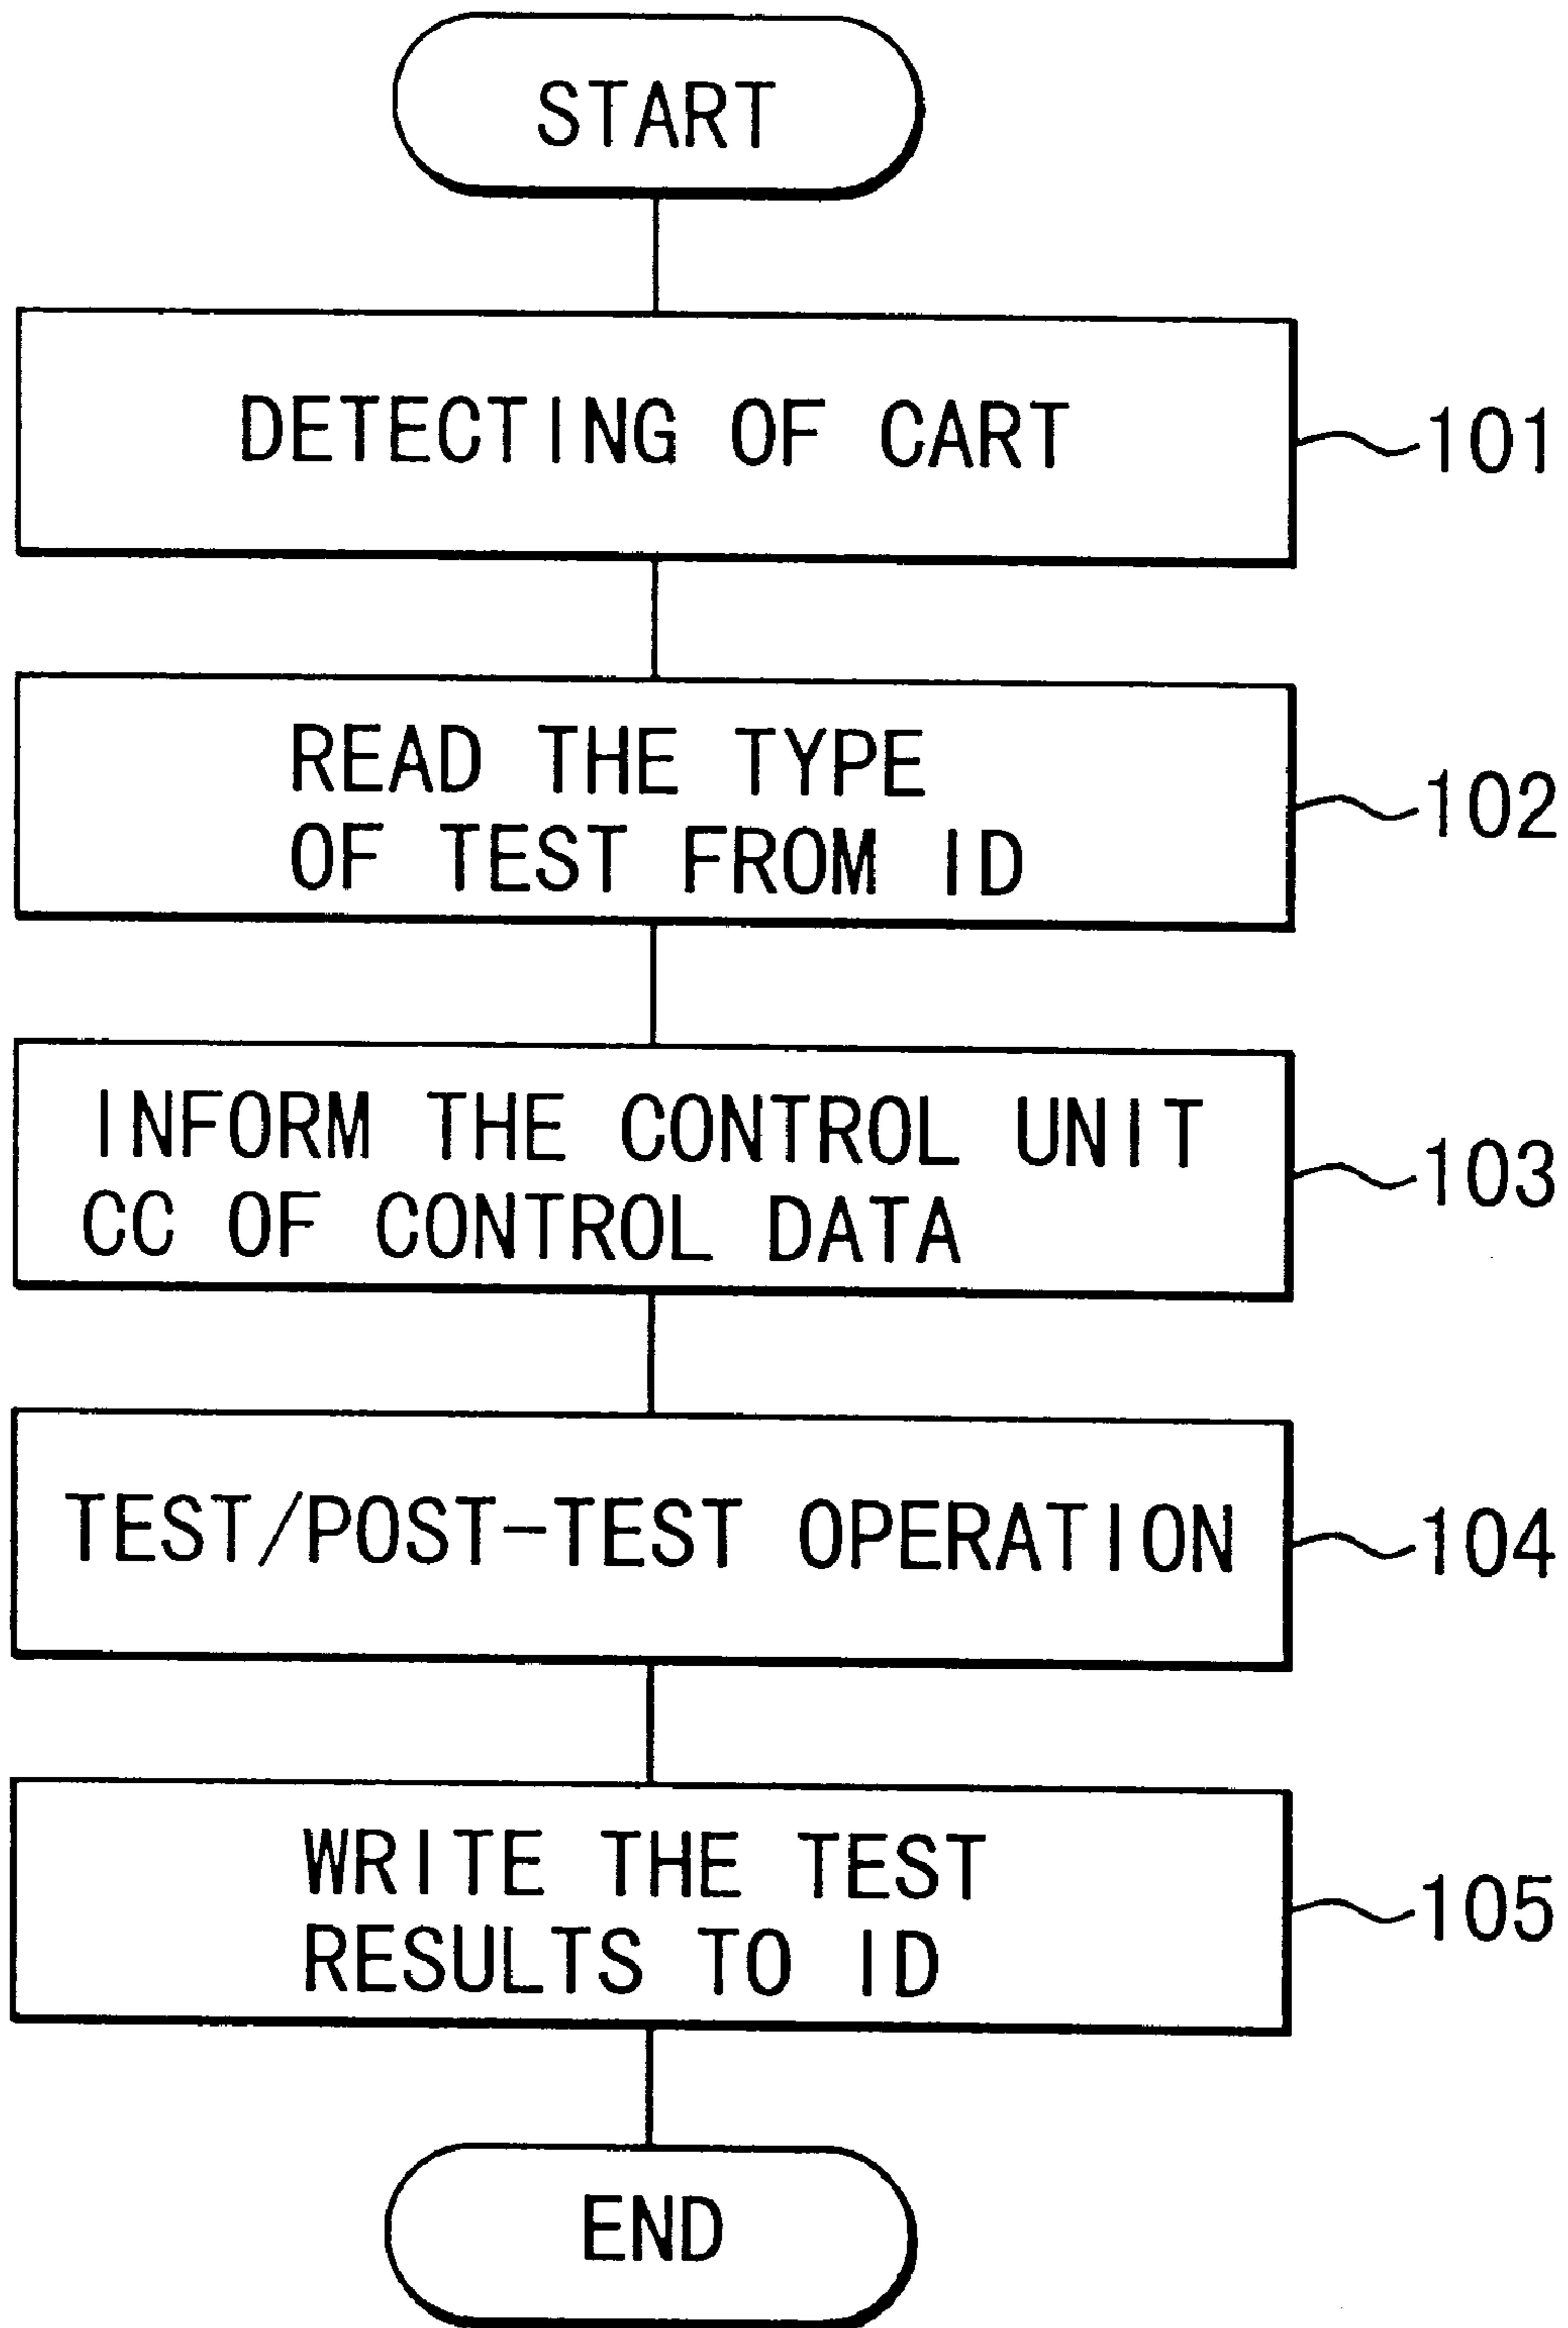 START
DETECTING OF CART
101
READ THE TYPE
OF TEST FROM ID
102
INFORM THE CONTROL UNIT
CC OF CONTROL DATA
103
TEST/POST-TEST OPERATION
104
WRITE THE TEST
RESULTS TO ID
105
END